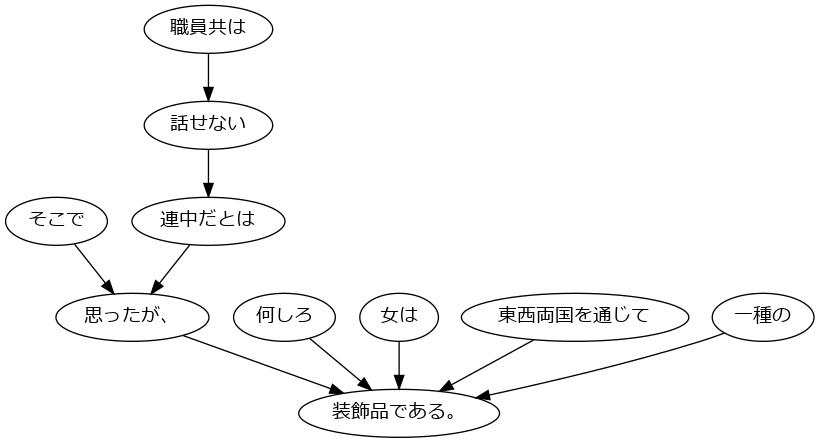 職員共は
話せない
そこで
連中だとは
思ったが、
何しろ
女は
東西両国を通じて
一種の
装飾品である。